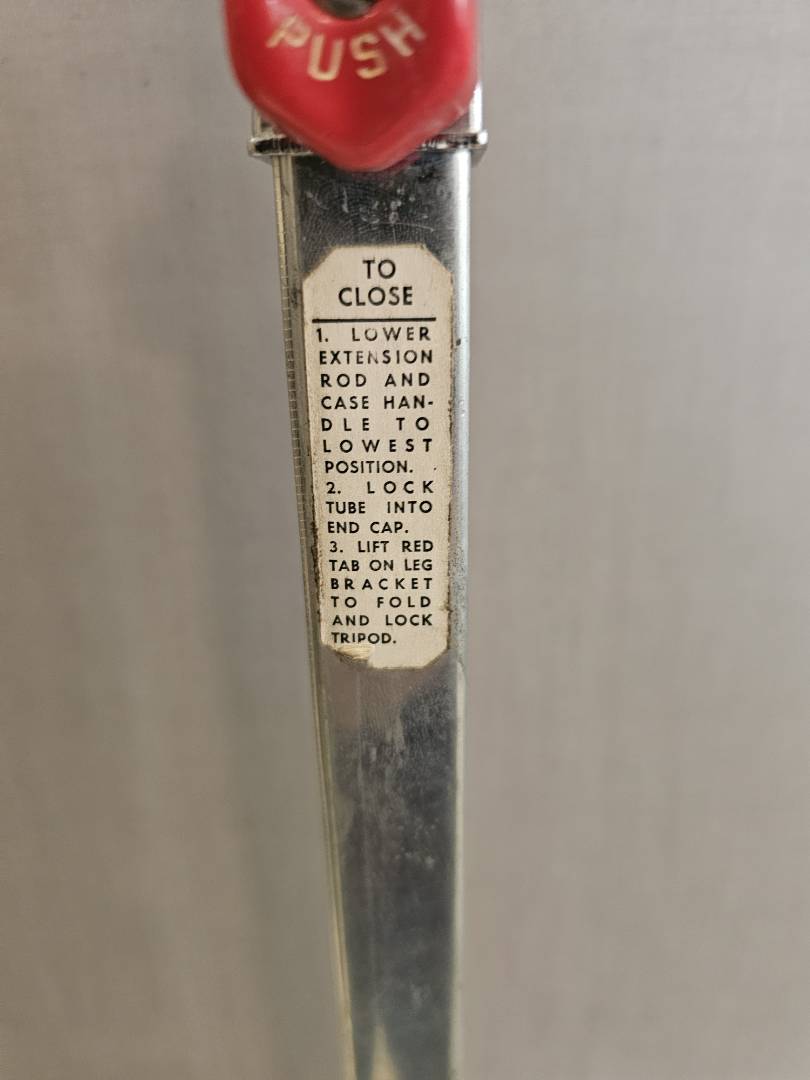 PUSH
TO
CLOSE
1. LOWER
EXTENSION
ROD AND
CASE HAN-
DLE TO
LOWEST
POSITION.
2. LOCK
TUBE INTO
END CAP.
3. LIFT RED
TAB ON LEG
BRACKET
TO FOLD
AND LOCK
TRIPOD.